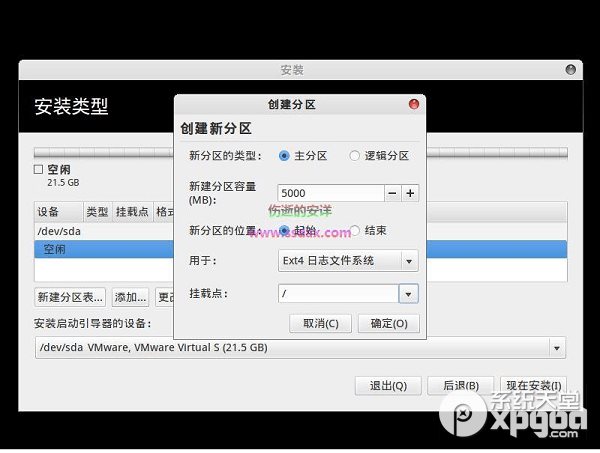 安装
安装类型
空闲
21.5 GB
设备 类型 挂载点 格式
/dev/sda
空闲
新建分区表... 添加... 更改
安装启动引导器的设备：
/dev/sda VMware, VMware Virtual S (21.5 GB)
退出(Q) 后退(B) 现在安装(I)
创建分区
创建新分区
新分区的类型： 主分区 逻辑分区
新建分区容量
(MB): 5000
伤逝的安详
新分区的位置： 起始 结束
用于： Ext4 日志文件系统
挂载点： /
取消(C) 确定(O)
系统天堂
xpgod